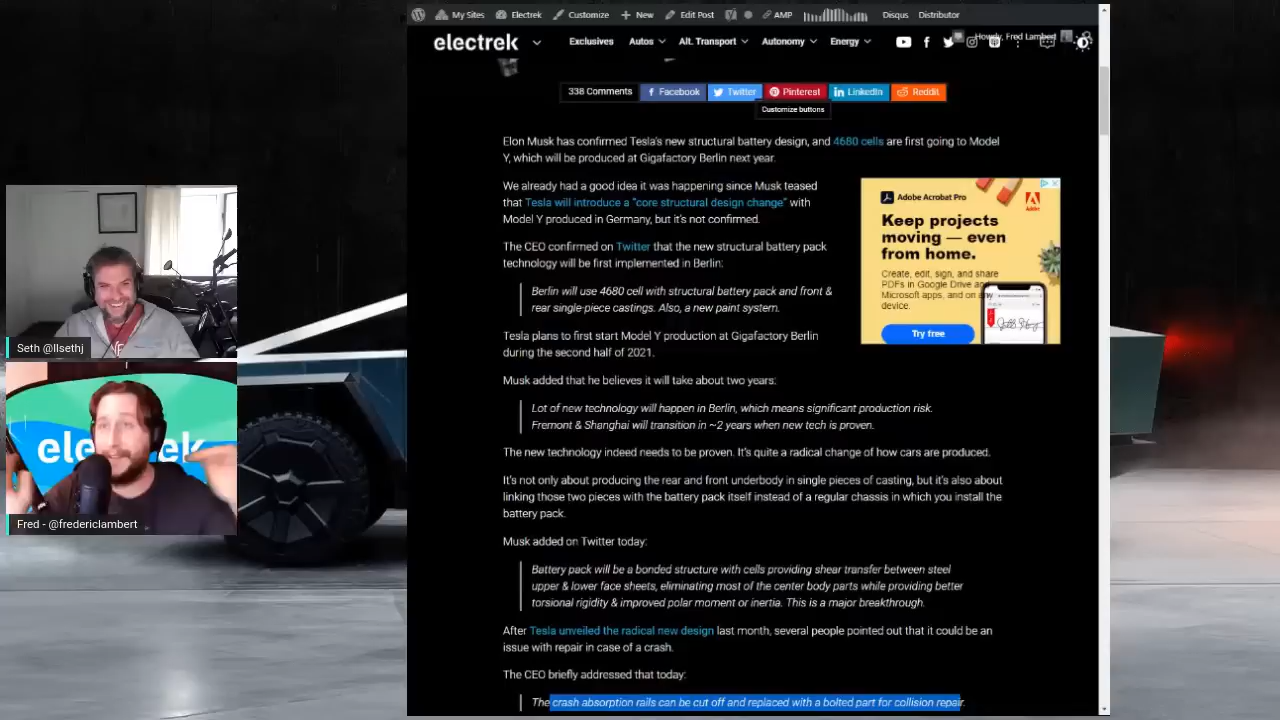 My Sites
Electrek
Customize
New
Edit Post
AMP
Disqus
Distributor
electrek
Exclusives
Autos
Alt. Transport
Autonomy
Energy
Howdy, Fred Lambert
338 Comments
Facebook
Twitter
Pinterest
LinkedIn
Reddit
Customize buttons
Elon Musk has confirmed Tesla's new structural battery design, and 4680 cells are first going to Model
Y, which will be produced at Gigafactory Berlin next year.
We already had a good idea it was happening since Musk teased
that Tesla will introduce a "core structural design change" with
Model Y produced in Germany, but it's not confirmed.
The CEO confirmed on Twitter that the new structural battery pack
technology will be first implemented in Berlin:
Berlin will use 4680 cell with structural battery pack and front &
rear single-piece castings. Also, a new paint system.
Tesla plans to first start Model Y production at Gigafactory Berlin
during the second half of 2021.
Adobe Acrobat Pro
Keep projects
moving — even
from home.
Create, edit, sign, and share
PDFs in Google Drive and
Microsoft apps, and on any
device.
Try free
Adobe
Musk added that he believes it will take about two years:
Lot of new technology will happen in Berlin, which means significant production risk.
Fremont & Shanghai will transition in ~2 years when new tech is proven.
The new technology indeed needs to be proven. It's quite a radical change of how cars are produced.
It's not only about producing the rear and front underbody in single pieces of casting, but it's also about
linking those two pieces with the battery pack itself instead of a regular chassis in which you install the
battery pack.
Musk added on Twitter today:
Battery pack will be a bonded structure with cells providing shear transfer between steel
upper & lower face sheets, eliminating most of the center body parts while providing better
torsional rigidity & improved polar moment or inertia. This is a major breakthrough.
After Tesla unveiled the radical new design last month, several people pointed out that it could be an
issue with repair in case of a crash.
The CEO briefly addressed that today:
The crash absorption rails can be cut off and replaced with a bolted part for collision repair.
Seth @llsethj
electrek
Fred - @fredericlambert